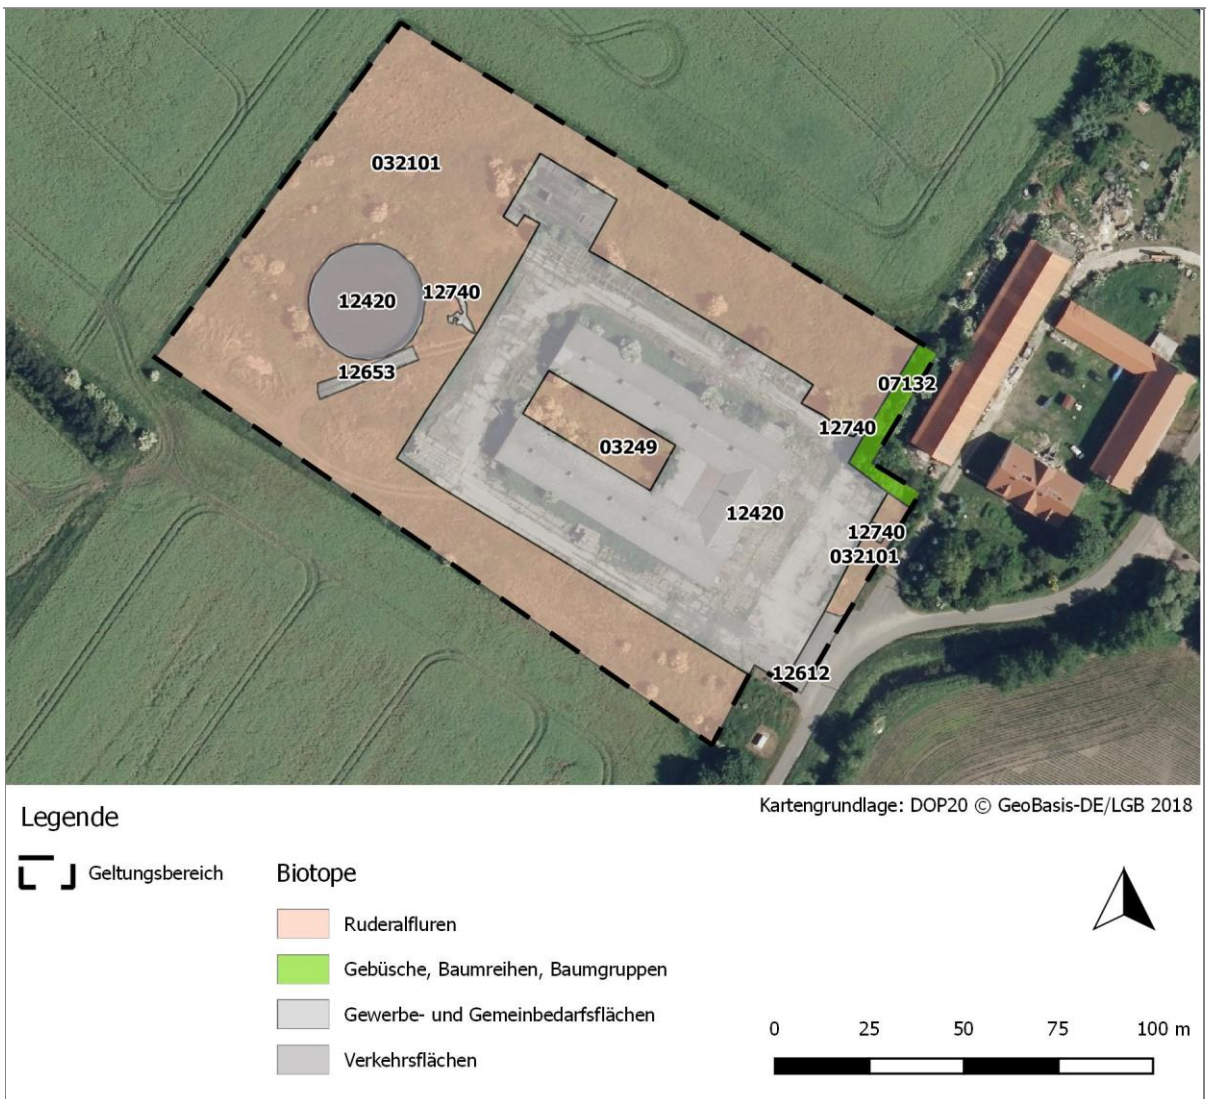 032101
12420
12740
12653
07132
12740
03249
12420
12740
032101
12612
Kartengrundlage: DOP20 © GeoBasis-DE/LGB 2018
Legende
Geltungsbereich
Biotope
Ruderalfluren
Gebüsche, Baumreihen, Baumgruppen
Gewerbe- und Gemeinbedarfsflächen
Verkehrsflächen
0 25 50 75 100 m